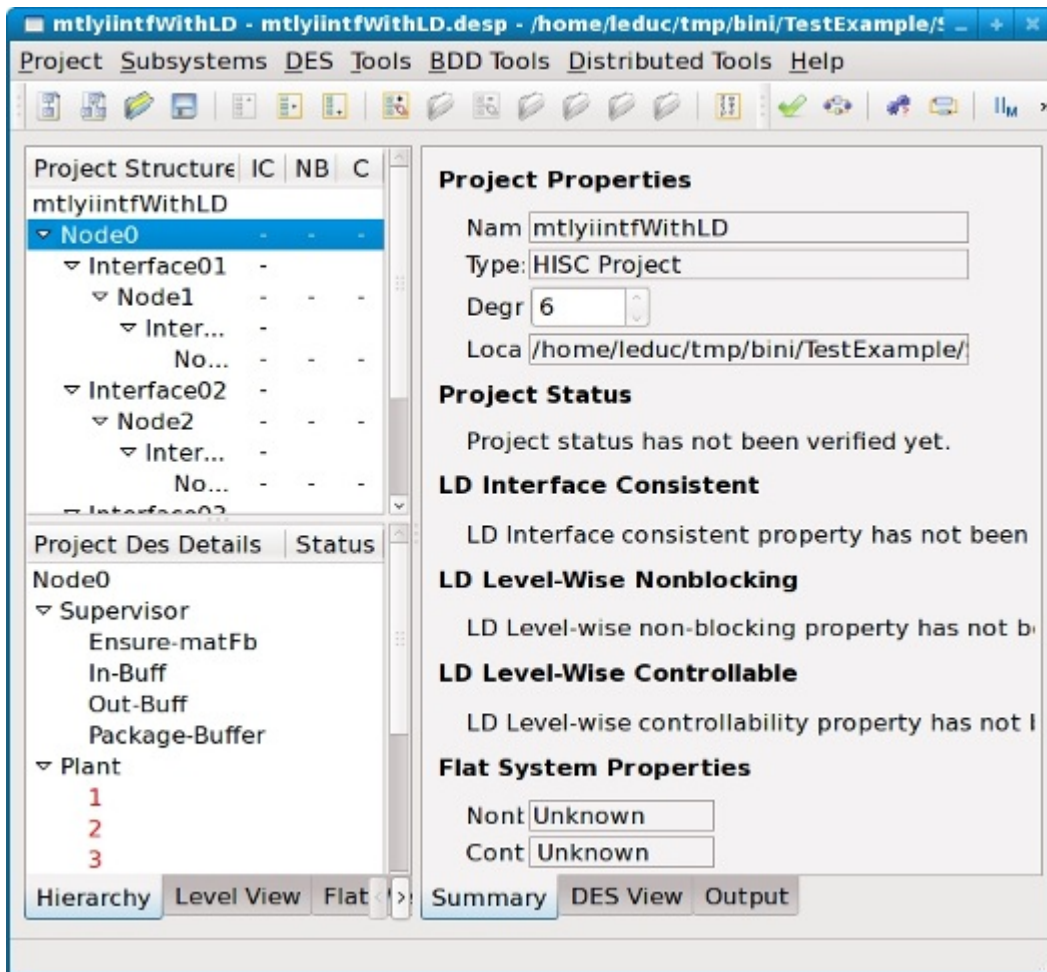 mtlyiintfWithLD - mtlyiintfWithLD.desp - /home/leduc/tmp/bini/TestExample/
Project Subsystems DES Tools BDD Tools Distributed Tools Help
Project Structure IC NB C
mtlyiintfWithLD
Node0 - - -
Interface01 -
Node1 - - -
Inter... -
No... - - -
Interface02 -
Node2 - - -
Inter... -
No... - - -
Project Des Details Status
Node0
Supervisor
Ensure-matFb
In-Buff
Out-Buff
Package-Buffer
Plant
1
2
3
Hierarchy Level View Flat
Project Properties
Nam mtlyiintfWithLD
Type: HISC Project
Degr 6
Loca /home/leduc/tmp/bini/TestExample/
Project Status
Project status has not been verified yet.
LD Interface Consistent
LD Interface consistent property has not been
LD Level-Wise Nonblocking
LD Level-wise non-blocking property has not b
LD Level-Wise Controllable
LD Level-wise controllability property has not
Flat System Properties
Non Unknown
Cont Unknown
Summary DES View Output